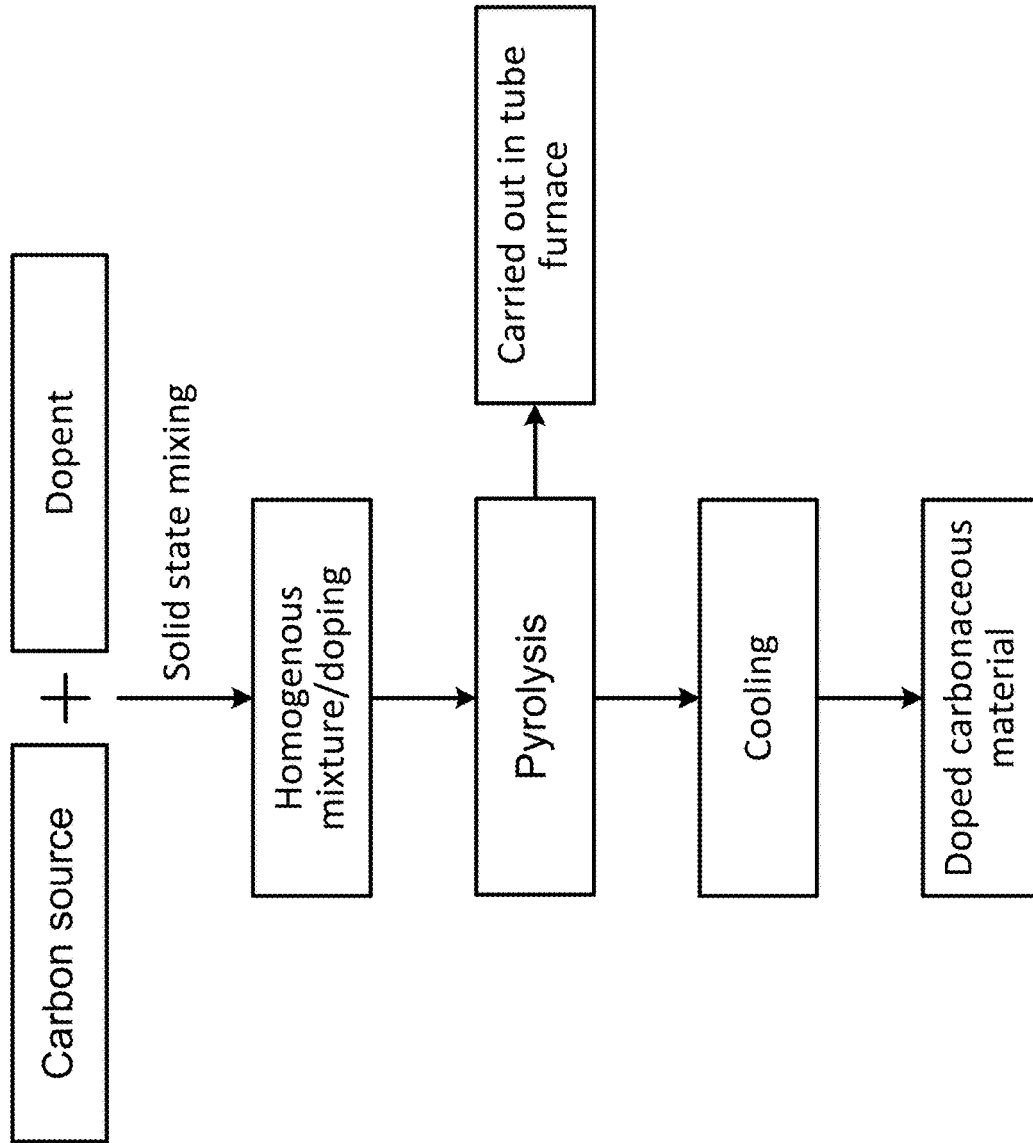 Carbon source
+
Dopent
Solid state mixing
Homogenous
mixture/doping
Pyrolysis
Carried out in tube
furnace
Cooling
Doped carbonaceous
material